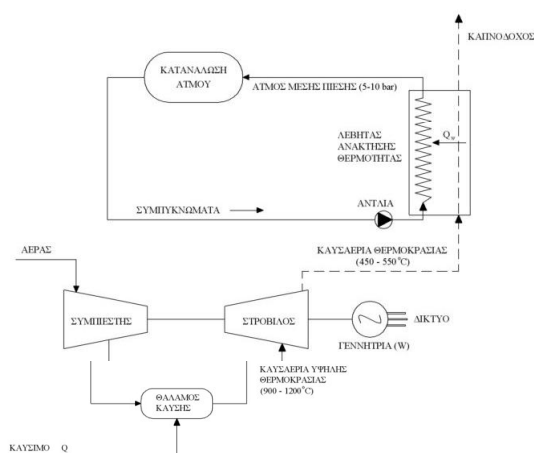 ΚΑΠΝΟΔΟΧΟΣ
ΚΑΤΑΝΑΛΩΣΗ
ΑΤΜΟΥ
ΑΤΜΟΣ ΜΕΣΗΣ ΠΙΕΣΗΣ (5-10 bar)
ΛΕΒΗΤΑΣ
ΑΝΑΚΤΗΣΗΣ
ΘΕΡΜΟΤΗΤΑΣ
Q
ΑΝΤΛΙΑ
ΣΥΜΠΥΚΝΩΜΑΤΑ
ΚΑΥΣΑΕΡΙΑ ΘΕΡΜΟΚΡΑΣΙΑΣ
(450 - 550°C)
ΑΕΡΑΣ
ΣΥΜΠΙΕΣΤΗΣ
ΣΤΡΟΒΙΛΟΣ
ΔΙΚΤΥΟ
ΓΕΝΝΗΤΡΙΑ (W)
ΚΑΥΣΑΕΡΙΑ ΥΨΗΛΗΣ
ΘΕΡΜΟΚΡΑΣΙΑΣ
(900 - 1200°C)
ΘΑΛΑΜΟΣ
ΚΑΥΣΗΣ
ΚΑΥΣΙΜΟ Q